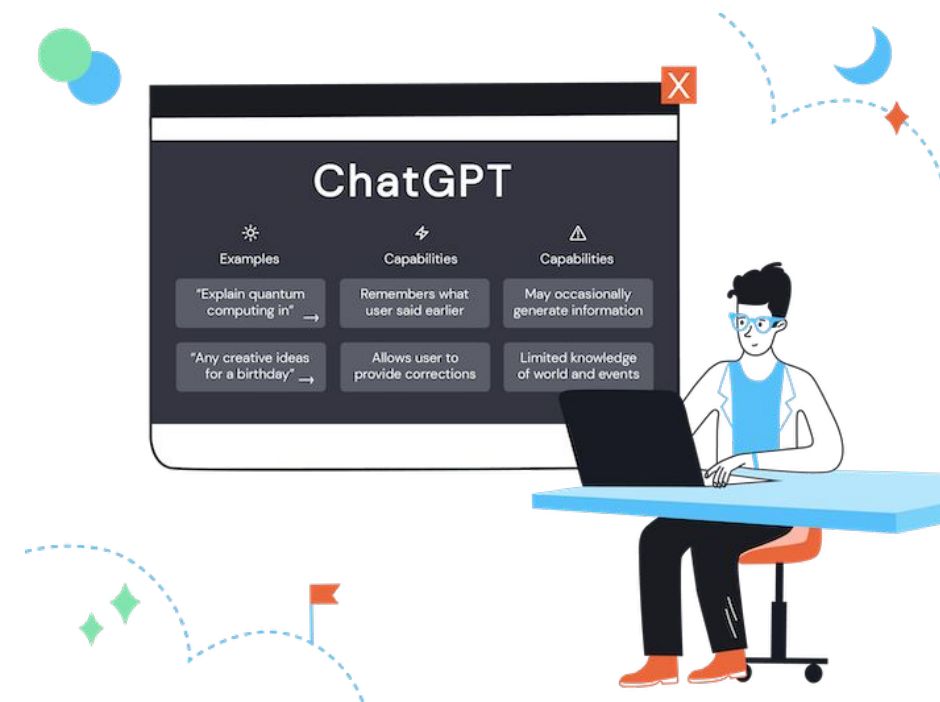 X
ChatGPT
Examples
Capabilities
Capabilities
"Explain quantum
computing in"
Remembers what
user said earlier
May occasionally
generate information
"Any creative ideas
for a birthday"
Allows user to
provide corrections
Limited knowledge
of world and events